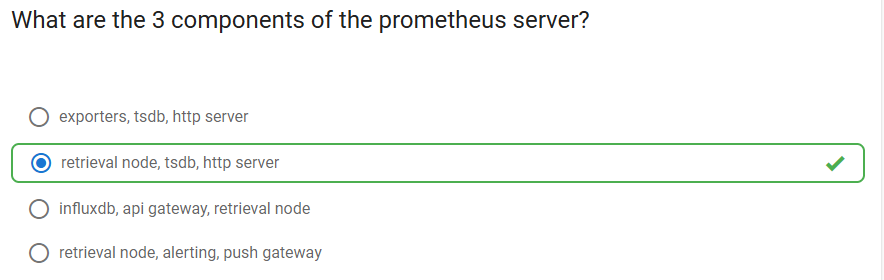 What are the 3 components of the prometheus server?
exporters, tsdb, http server
retrieval node, tsdb, http server
influxdb, api gateway, retrieval node
retrieval node, alerting, push gateway